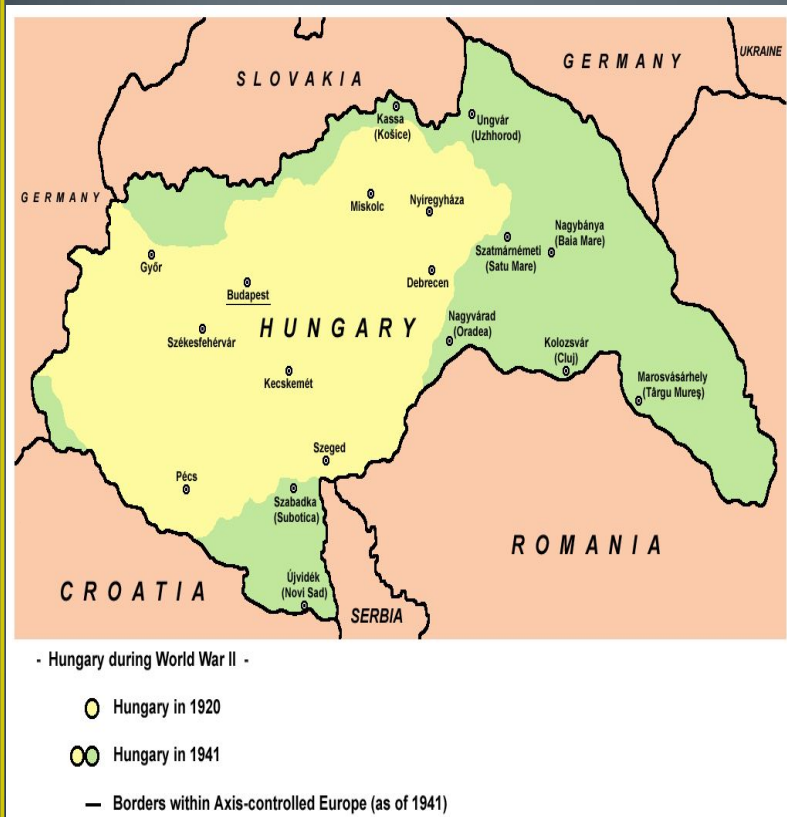 SLOVAKIA
GERMANY
UKRAINE
Kassa
(Košice)
Ungvár
(Uzhhorod)
GERMANY
Miskolc
Nyiregyháza
Nagybánya
(Baia Mare)
Szatmárnémeti
(Satu Mare)
Győr
Budapest
Debrecen
HUNGARY
Nagyvárad
(Oradea)
Székesfehérvár
Kolozsvár
(Cluj)
Kecskemét
Marosvásárhely
(Târgu Mureş)
Szeged
Pécs
Szabadka
(Subotica)
ROMANIA
CROATIA
Újvidék
(Novi Sad)
SERBIA
- Hungary during World War II -
Hungary in 1920
Hungary in 1941
Borders within Axis-controlled Europe (as of 1941)